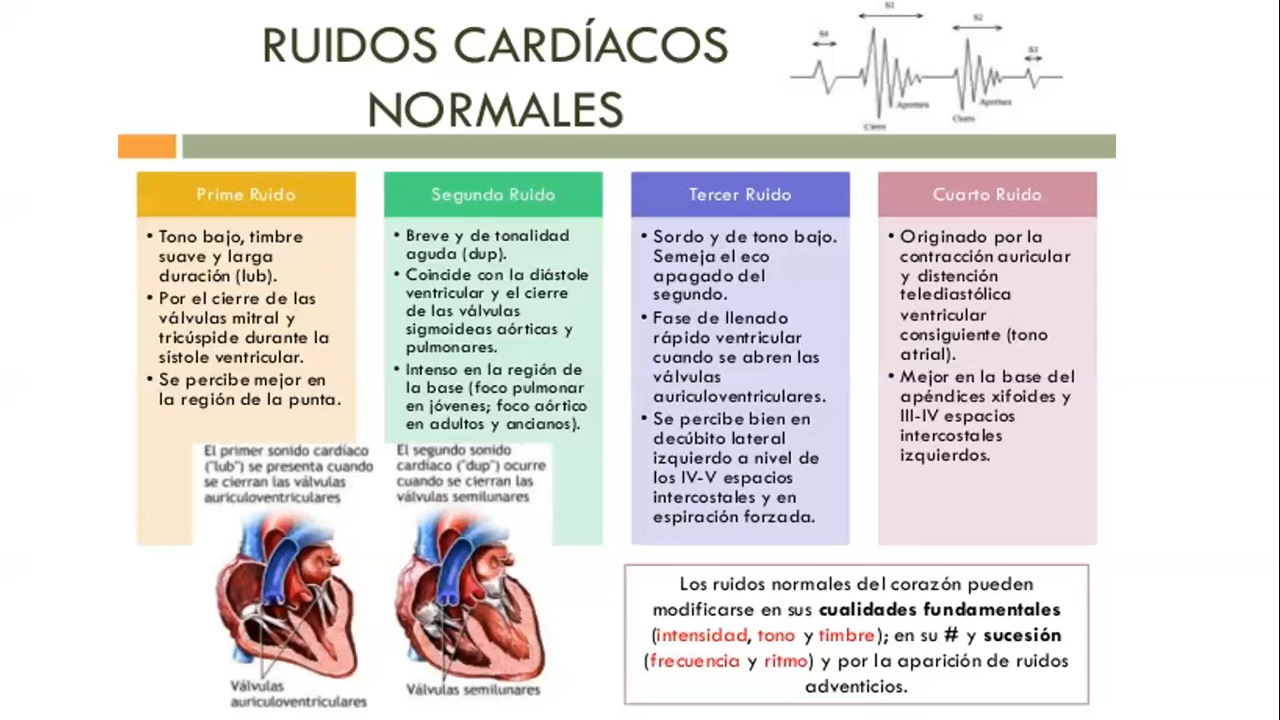 RUIDOS CARDÍACOS
NORMALES
S4
S1
S2
S3
Cierre
Apertura
Cierre
Apertura
Prime Ruido
• Tono bajo, timbre
suave y larga
duración (lub).
• Por el cierre de las
válvulas mitral y
tricúspide durante la
sístole ventricular.
• Se percibe mejor en
la región de la punta.
Segundo Ruido
• Breve y de tonalidad
aguda (dup).
• Coincide con la diástole
ventricular y el cierre
de las válvulas
sigmoideas aórticas y
pulmonares.
• Intenso en la región de
la base (foco pulmonar
en jóvenes; foco aórtico
en adultos y ancianos).
Tercer Ruido
• Sordo y de tono bajo.
Semeja el eco
apagado del
segundo.
• Fase de llenado
rápido ventricular
cuando se abren las
válvulas
auriculoventriculares.
• Se percibe bien en
decúbito lateral
izquierdo a nivel de
los IV-V espacios
intercostales y en
espiración forzada.
Cuarto Ruido
• Originado por la
contracción auricular
y distención
telediastólica
ventricular
consiguiente (tono
atrial).
• Mejor en la base del
apéndices xifoides y
III-IV espacios
intercostales
izquierdos.
El primer sonido cardíaco
("lub") se presenta cuando
se cierran las válvulas
auriculoventriculares
Válvulas
auriculoventriculares
El segundo sonido
cardíaco ("dup") ocurre
cuando se cierran las
válvulas semilunares
Válvulas semilunares
Los ruidos normales del corazón pueden
modificarse en sus cualidades fundamentales
(intensidad, tono y timbre); en su # y sucesión
(frecuencia y ritmo) y por la aparición de ruidos
adventicios.